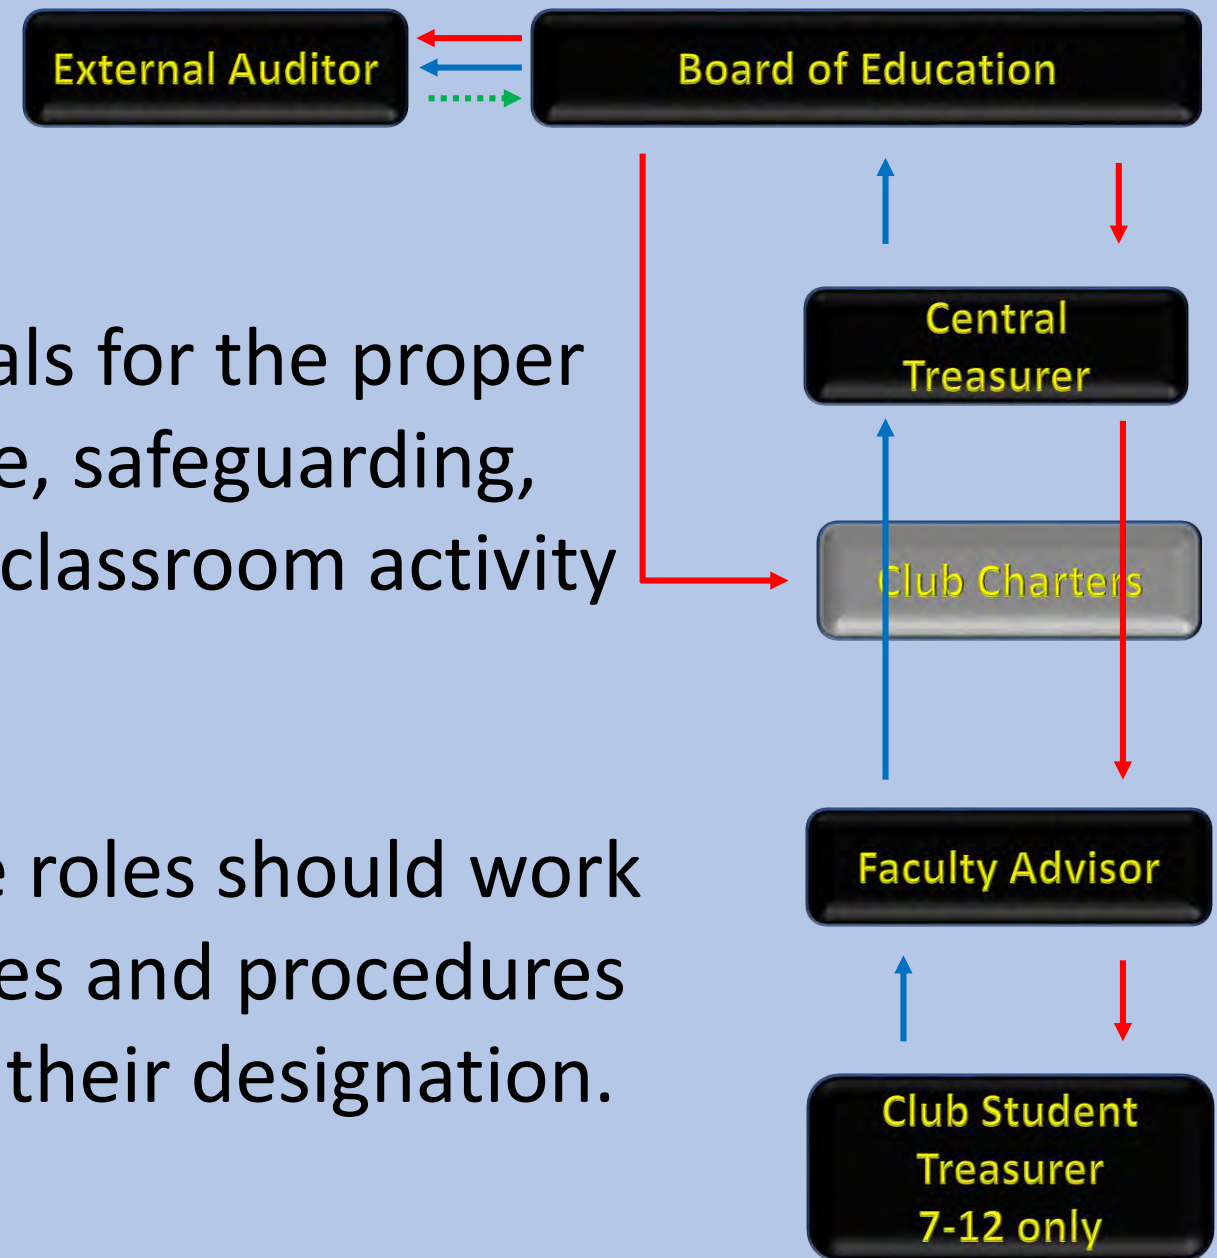 External Auditor
Board of Education
Central
Treasurer
als for the proper
e, safeguarding,
classroom activity
Club Charters
e roles should work
es and procedures
their designation.
Faculty Advisor
Club Student
Treasurer
7-12 only